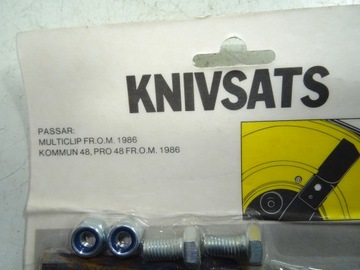 KNIVSATS
PASSAR:
MULTICLIP FR.O.M. 1986
KOMMUN 48, PRO 48 FR.O.M. 1986